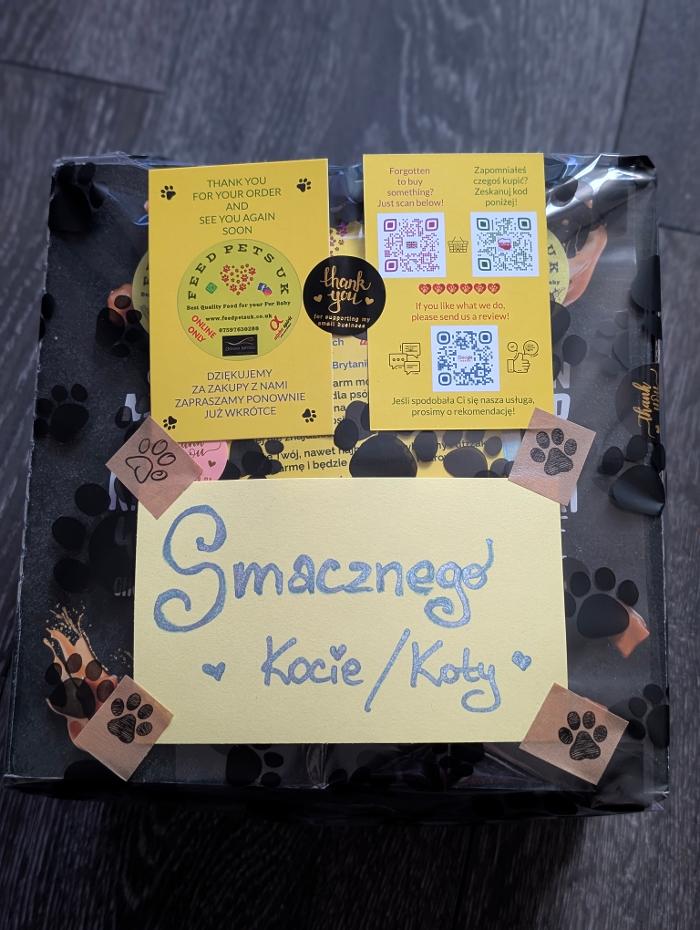 THANK YOU
FOR YOUR ORDER
AND
SEE YOU AGAIN
SOON
FEED PETS UK
Best Quality Food for your Fur Baby
www.feedpetsuk.co.uk
07597630288
ONLINE
ONLY
DZIĘKUJEMY
ZA ZAKUPY Z NAMI
ZAPRASZAMY PONOWNIE
JUŻ WKRÓTCE
thank
you
for supporting my
small business
Forgotten
to buy
something?
Just scan below!
Zapomniałeś
czegoś kupić?
Zeskanuj kod
poniżej!
If you like what we do,
please send us a review!
Jeśli spodobała Ci się nasza usługa,
prosimy o rekomendację!
Smacznego
Kocie/Koty